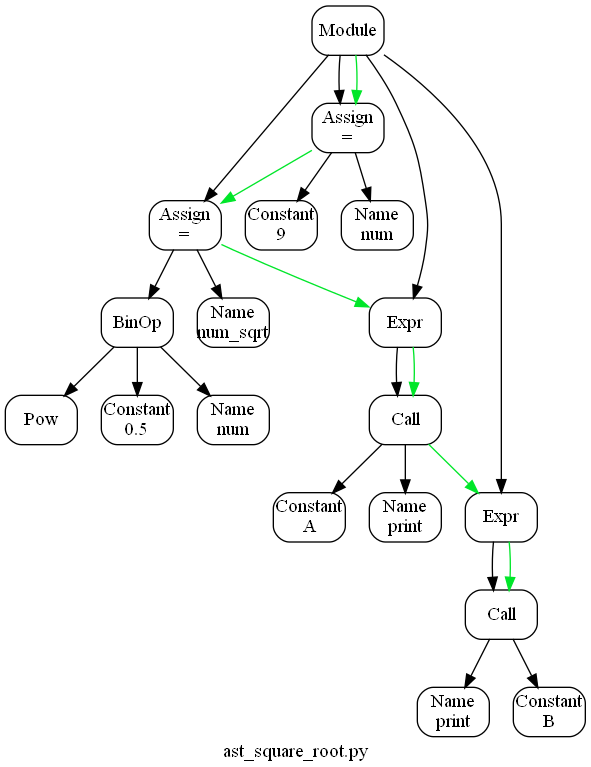 Module
Assign
=
Assign
=
Constant
9
Name
num
BinOp
Name
num_sqrt
Expr
Pow
Constant
0.5
Name
num
Call
Constant
A
Name
print
Expr
Call
Name
print
Constant
B
ast_square_root.py